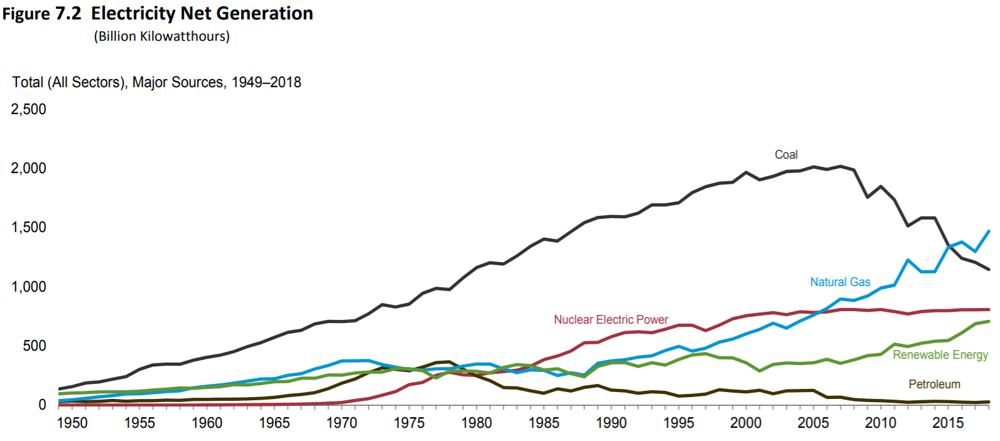 Figure 7.2 Electricity Net Generation
(Billion Kilowatthours)
Total (All Sectors), Major Sources, 1949–2018
2,500
2,000
1,500
1,000
500
0
Coal
Natural Gas
Nuclear Electric Power
Renewable Energy
Petroleum
1950 1955 1960 1965 1970 1975 1980 1985 1990 1995 2000 2005 2010 2015